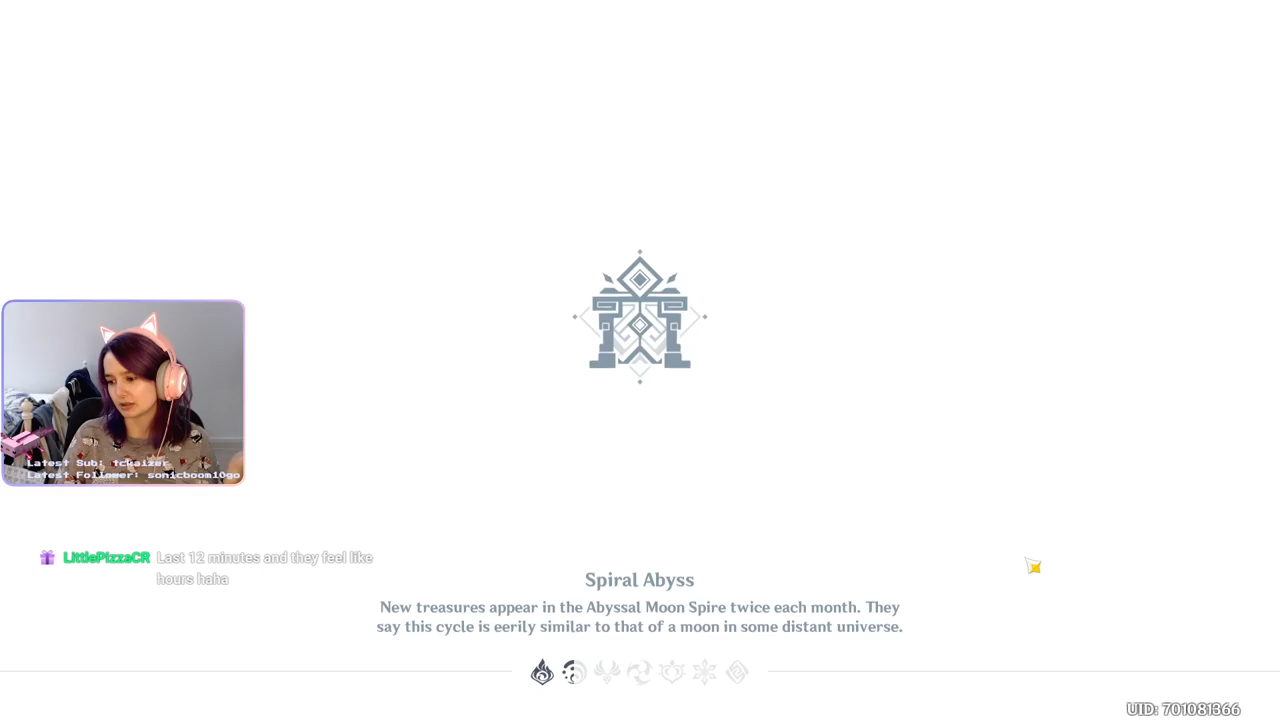 Latest Sub: tckaizer
Latest Follower: sonicboom10go
LittlePizzaCR Last 12 minutes and they feel like
hours haha
Spiral Abyss
New treasures appear in the Abyssal Moon Spire twice each month. They
say this cycle is eerily similar to that of a moon in some distant universe.
UID: 701081366